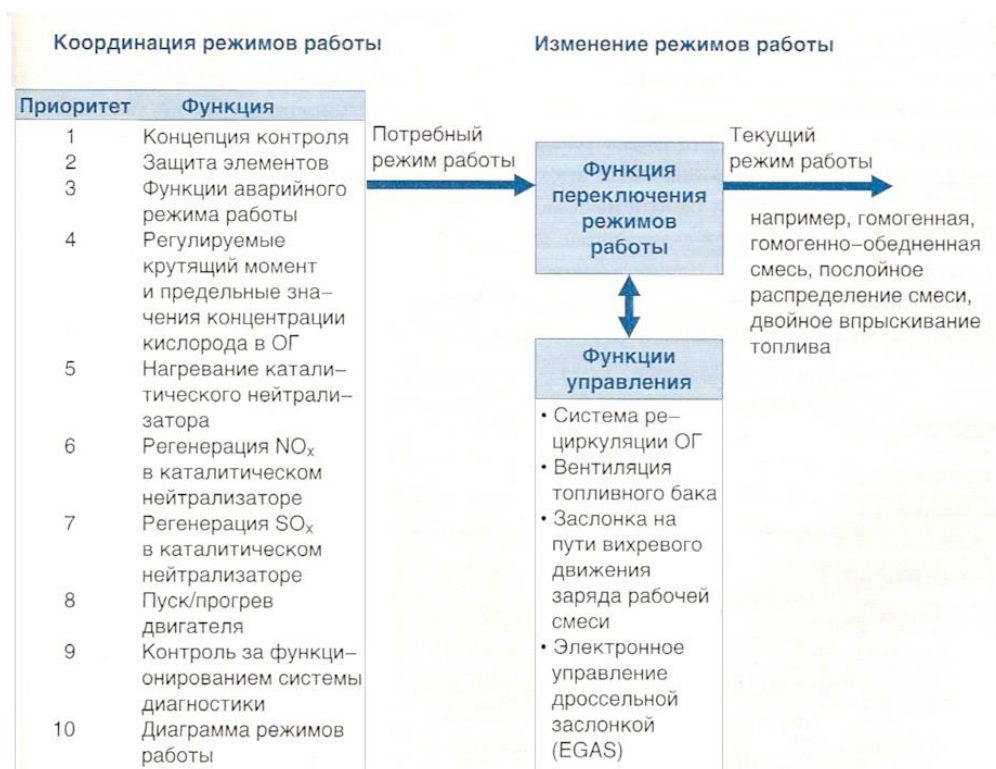 Координация режимов работы
Изменение режимов работы
Приоритет Функция
1 Концепция контроля
2 Защита элементов
3 Функции аварийного
режима работы
4 Регулируемые
крутящий момент
и предельные зна–
чения концентрации
кислорода в ОГ
5 Нагревание катали–
тического нейтрали–
затора
6 Регенерация NOx
в каталитическом
нейтрализаторе
7 Регенерация SOx
в каталитическом
нейтрализаторе
8 Пуск/прогрев
двигателя
9 Контроль за функци–
онированием системы
диагностики
10 Диаграмма режимов
работы
Потребный
режим работы
Функция
переключения
режимов
работы
Текущий
режим работы
например, гомогенная,
гомогенно–обедненная
смесь, послойное
распределение смеси,
двойное впрыскивание
топлива
Функции
управления
• Система ре–
циркуляции ОГ
• Вентиляция
топливного бака
• Заслонка на
пути вихревого
движения
заряда рабочей
смеси
• Электронное
управление
дроссельной
заслонкой
(EGAS)